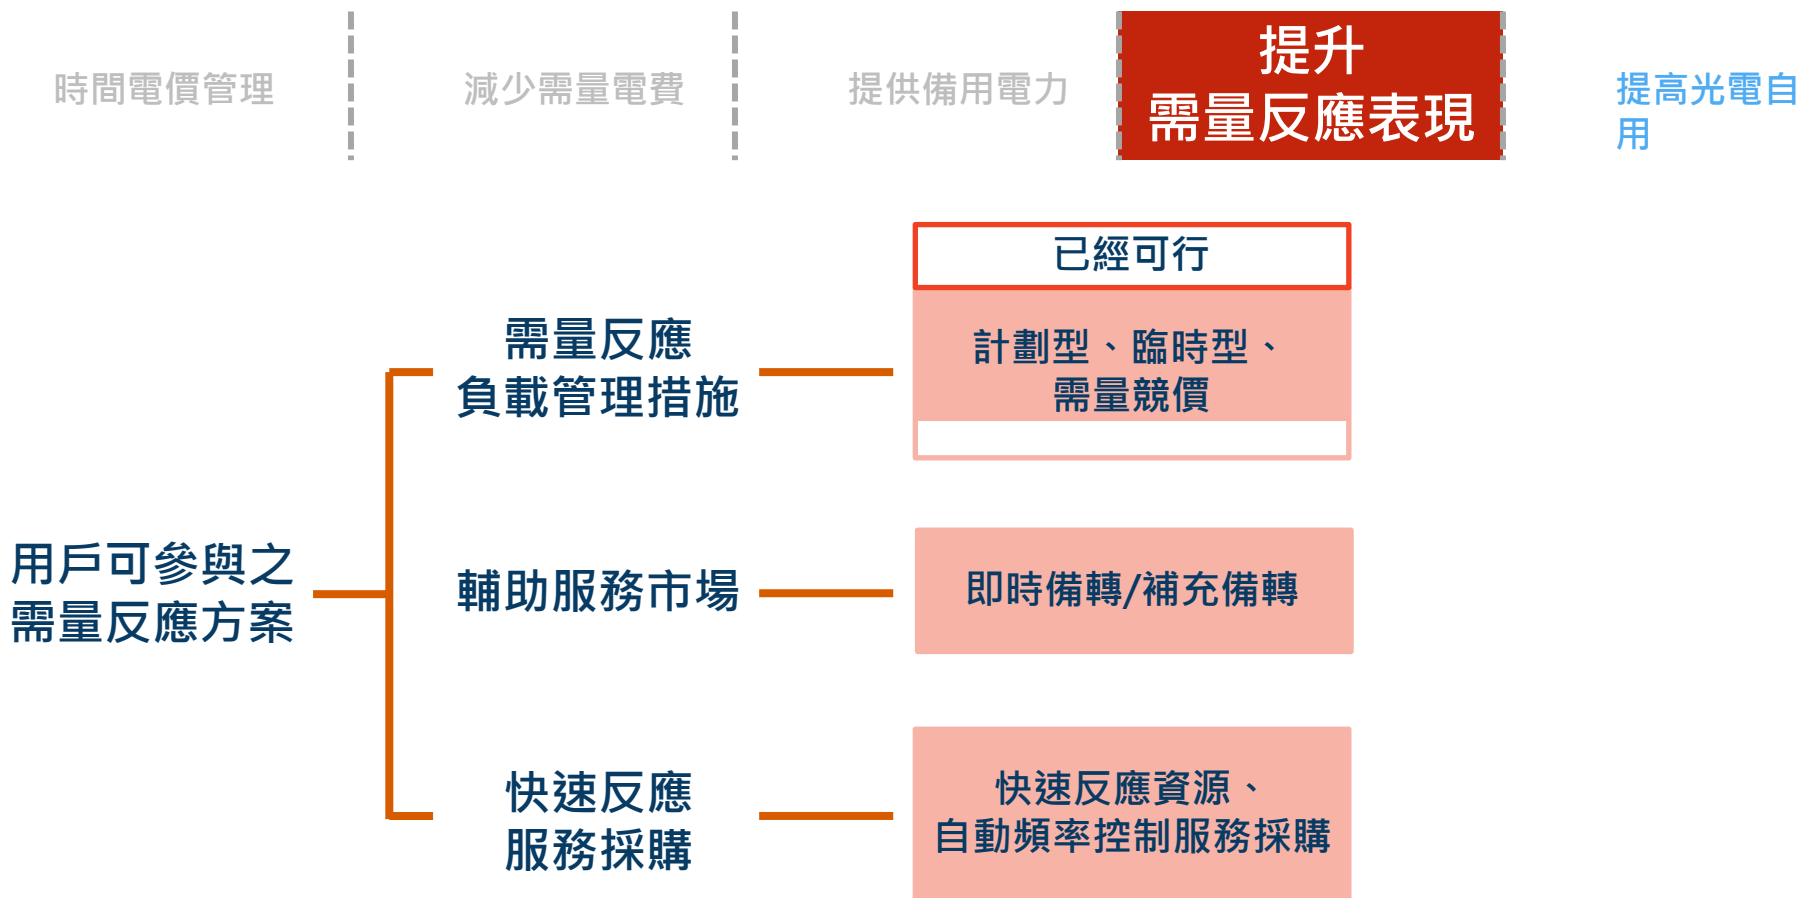 時間電價管理
減少需量電費
提供備用電力
提升
需量反應表現
提高光電自
用
已經可行
需量反應
負載管理措施
計劃型、臨時型、
需量競價
用戶可參與之
需量反應方案
輔助服務市場
即時備轉/補充備轉
快速反應
服務採購
快速反應資源、
自動頻率控制服務採購